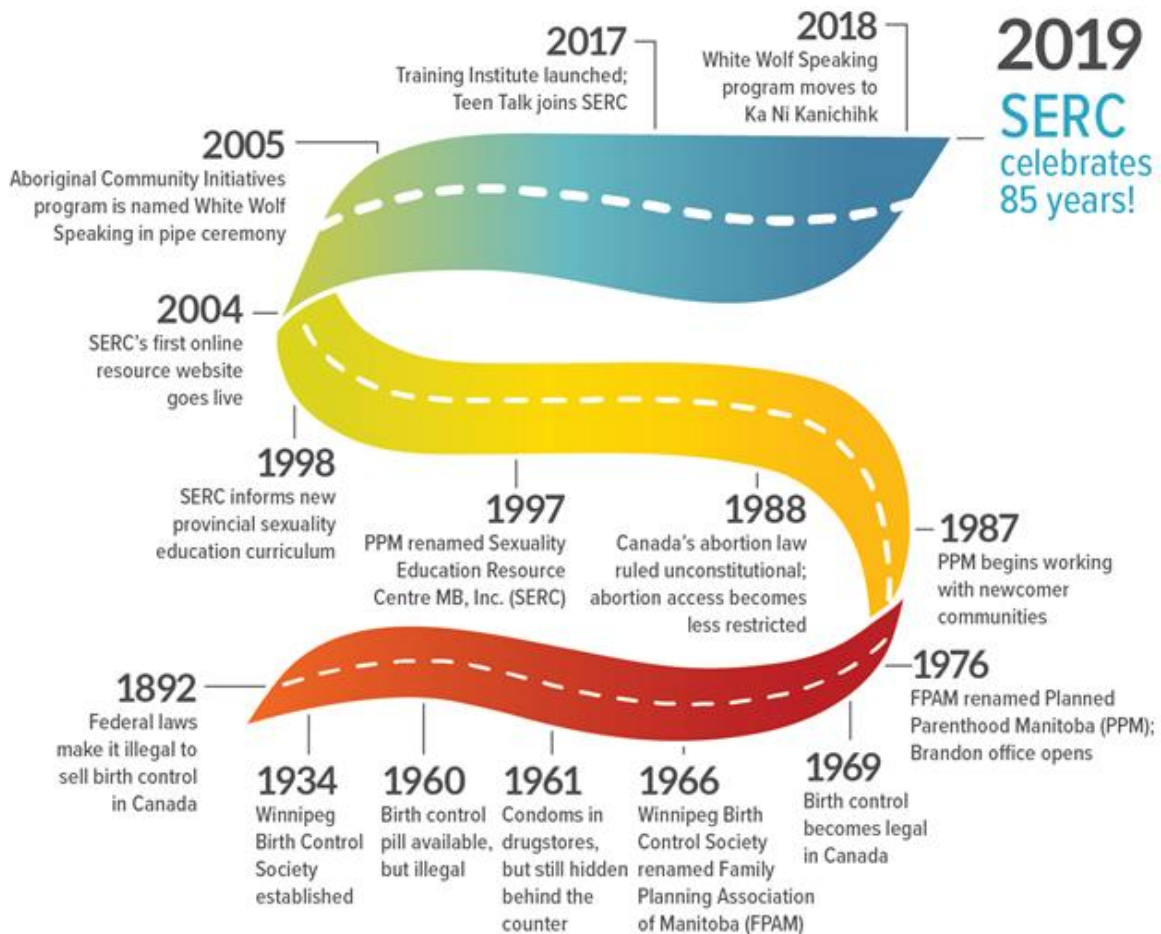 2019
SERC
celebrates
85 years!
2018
White Wolf Speaking
program moves to
Ka Ni Kanichihk
2017
Training Institute launched;
Teen Talk joins SERC
2005
Aboriginal Community Initiatives
program is named White Wolf
Speaking in pipe ceremony
2004
SERC's first online
resource website
goes live
1998
SERC informs new
provincial sexuality
education curriculum
1997
PPM renamed Sexuality
Education Resource
Centre MB, Inc. (SERC)
1988
Canada's abortion law
ruled unconstitutional;
abortion access becomes
less restricted
1987
PPM begins working
with newcomer
communities
1976
FPAM renamed Planned
Parenthood Manitoba (PPM);
Brandon office opens
1892
Federal laws
make it illegal to
sell birth control
in Canada
1934
Winnipeg
Birth Control
Society
established
1960
Birth control
pill available,
but illegal
1961
Condoms in
drugstores,
but still hidden
behind the
counter
1966
Winnipeg Birth
Control Society
renamed Family
Planning Association
of Manitoba (FPAM)
1969
Birth control
becomes legal
in Canada